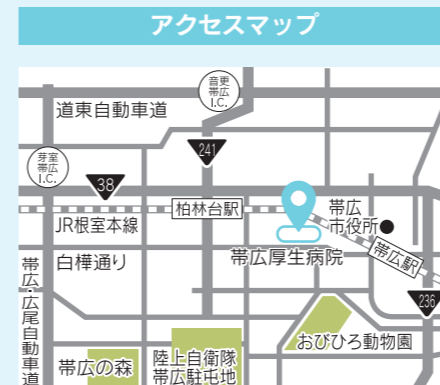 アクセスマップ
音更
帯広
I.C.
道東自動車道
241
芽室
帯広
I.C.
38
柏林台駅
帯広
市役所
JR根室本線
帯広厚生病院
帯広駅
白樺通り
帯広・広尾自動車道
236
おびひろ動物園
帯広の森
陸上自衛隊
帯広駐屯地